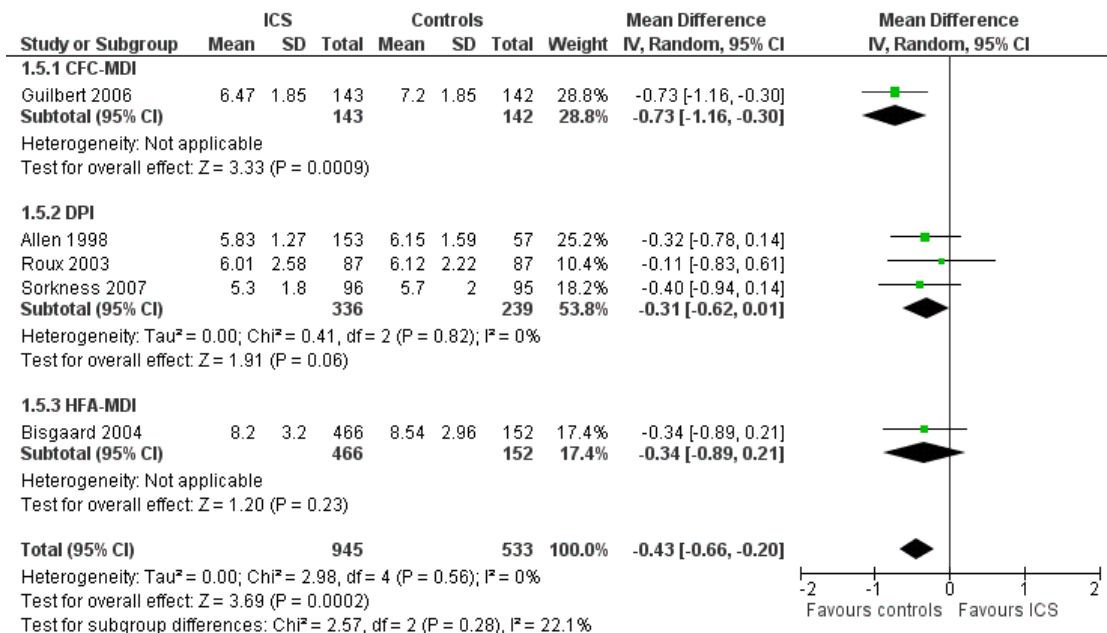 ICS Controls Mean Difference Mean Difference
Study or Subgroup Mean SD Total Mean SD Total Weight IV, Random, 95% CI IV, Random, 95% CI
1.5.1 CFC-MDI
Guilbert 2006 6.47 1.85 143 7.2 1.85 142 28.8% -0.73 [-1.16, -0.30]
Subtotal (95% CI) 143 142 28.8% -0.73 [-1.16, -0.30]
Heterogeneity: Not applicable
Test for overall effect: Z = 3.33 (P = 0.0009)
1.5.2 DPI
Allen 1998 5.83 1.27 153 6.15 1.59 57 25.2% -0.32 [-0.78, 0.14]
Roux 2003 6.01 2.58 87 6.12 2.22 87 10.4% -0.11 [-0.83, 0.61]
Sorkness 2007 5.3 1.8 96 5.7 2 95 18.2% -0.40 [-0.94, 0.14]
Subtotal (95% CI) 336 239 53.8% -0.31 [-0.62, 0.01]
Heterogeneity: Tau² = 0.00; Chi² = 0.41, df = 2 (P = 0.82); I² = 0%
Test for overall effect: Z = 1.91 (P = 0.06)
1.5.3 HFA-MDI
Bisgaard 2004 8.2 3.2 466 8.54 2.96 152 17.4% -0.34 [-0.89, 0.21]
Subtotal (95% CI) 466 152 17.4% -0.34 [-0.89, 0.21]
Heterogeneity: Not applicable
Test for overall effect: Z = 1.20 (P = 0.23)
Total (95% CI) 945 533 100.0% -0.43 [-0.66, -0.20]
Heterogeneity: Tau² = 0.00; Chi² = 2.98, df = 4 (P = 0.56); I² = 0%
Test for overall effect: Z = 3.69 (P = 0.0002)
Test for subgroup differences: Chi² = 2.57, df = 2 (P = 0.28), I² = 22.1%
-2 -1 0 1 2
Favours controls Favours ICS